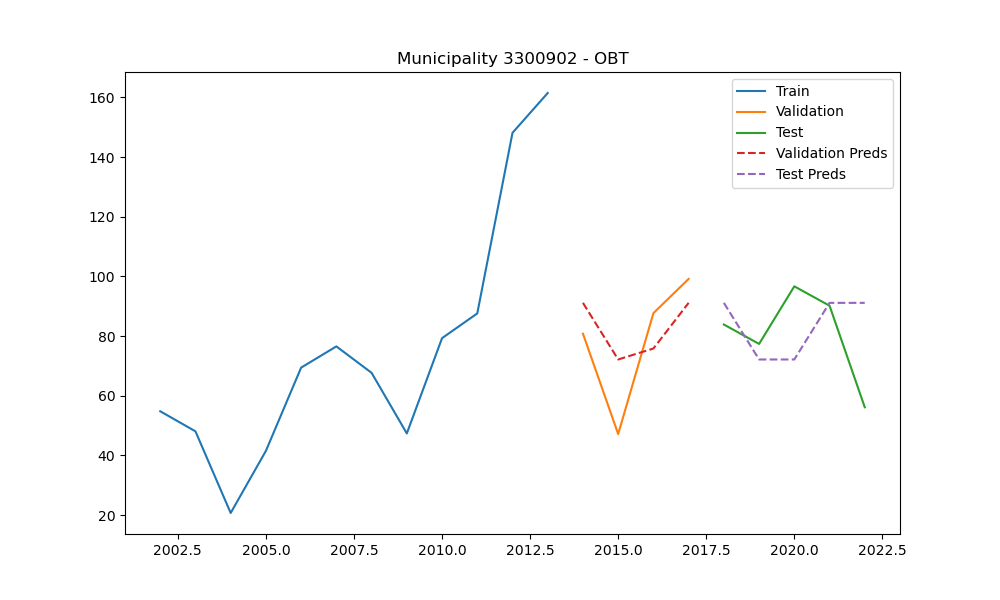 Municipality 3300902 - OBT
Train
Validation
Test
Validation Preds
Test Preds
160
140
120
100
80
60
40
20
2002.5 2005.0 2007.5 2010.0 2012.5 2015.0 2017.5 2020.0 2022.5